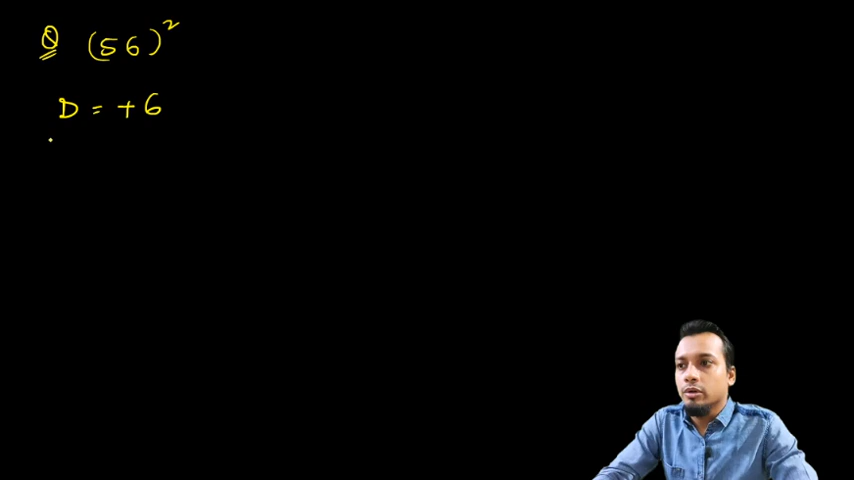 Q (56)²
D = +6